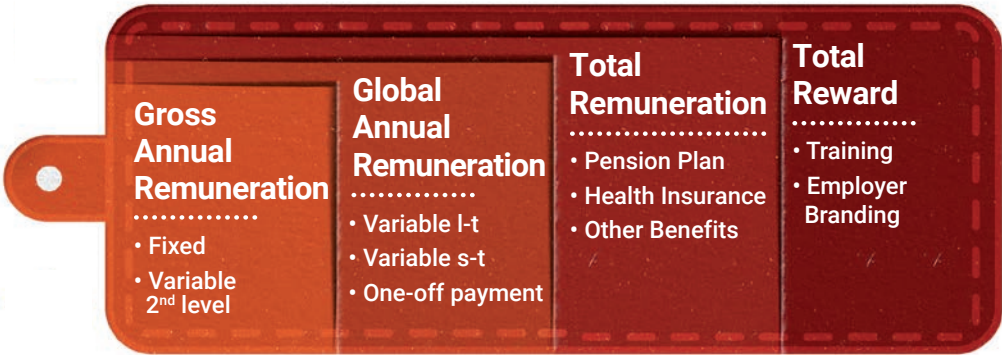 Gross
Annual
Remuneration
• Fixed
• Variable
2nd level
Global
Annual
Remuneration
• Variable l-t
• Variable s-t
• One-off payment
Total
Remuneration
• Pension Plan
• Health Insurance
• Other Benefits
Total
Reward
• Training
• Employer
Branding